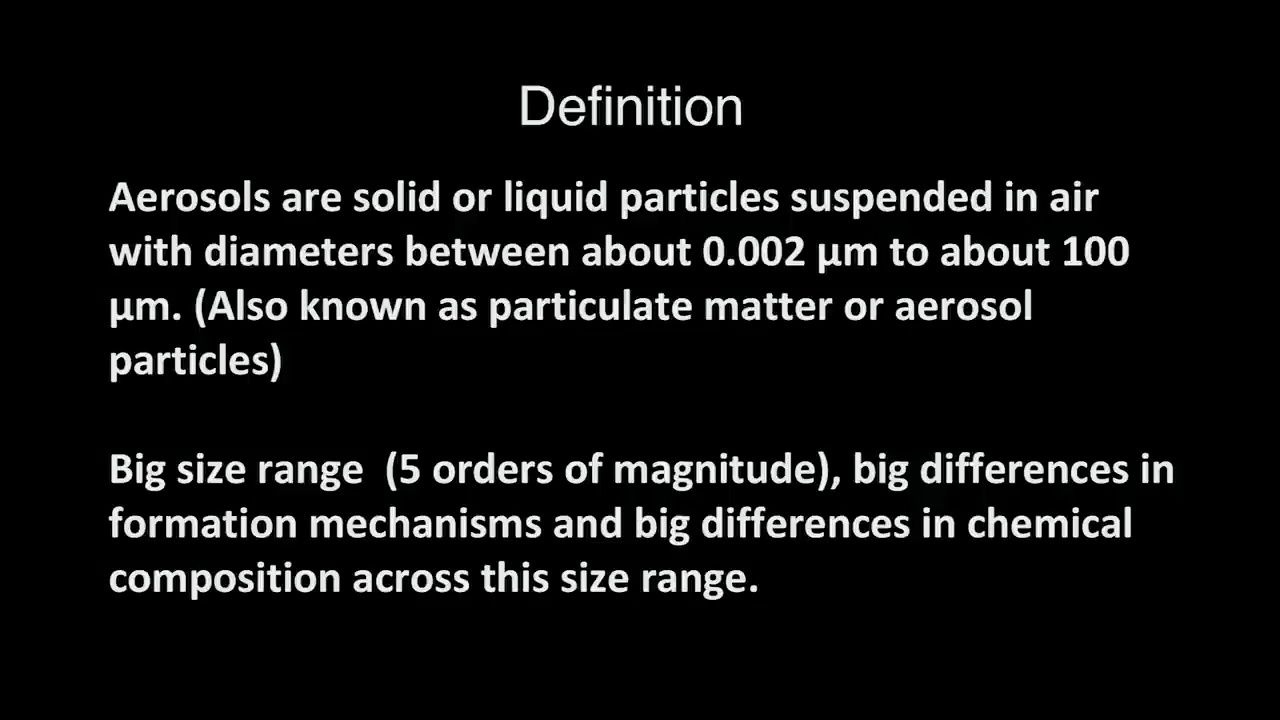 Definition
Aerosols are solid or liquid particles suspended in air
with diameters between about 0.002 µm to about 100
µm. (Also known as particulate matter or aerosol
particles)
Big size range  (5 orders of magnitude), big differences in
formation mechanisms and big differences in chemical
composition across this size range.